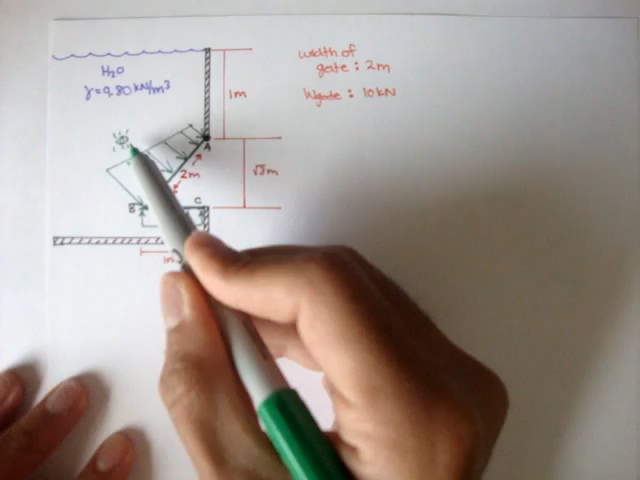 width of
gate: 2m
H₂O
γ=9.80 kN/m³
Wgate: 10kN
1m
A
2m
√3m
B
C
1m